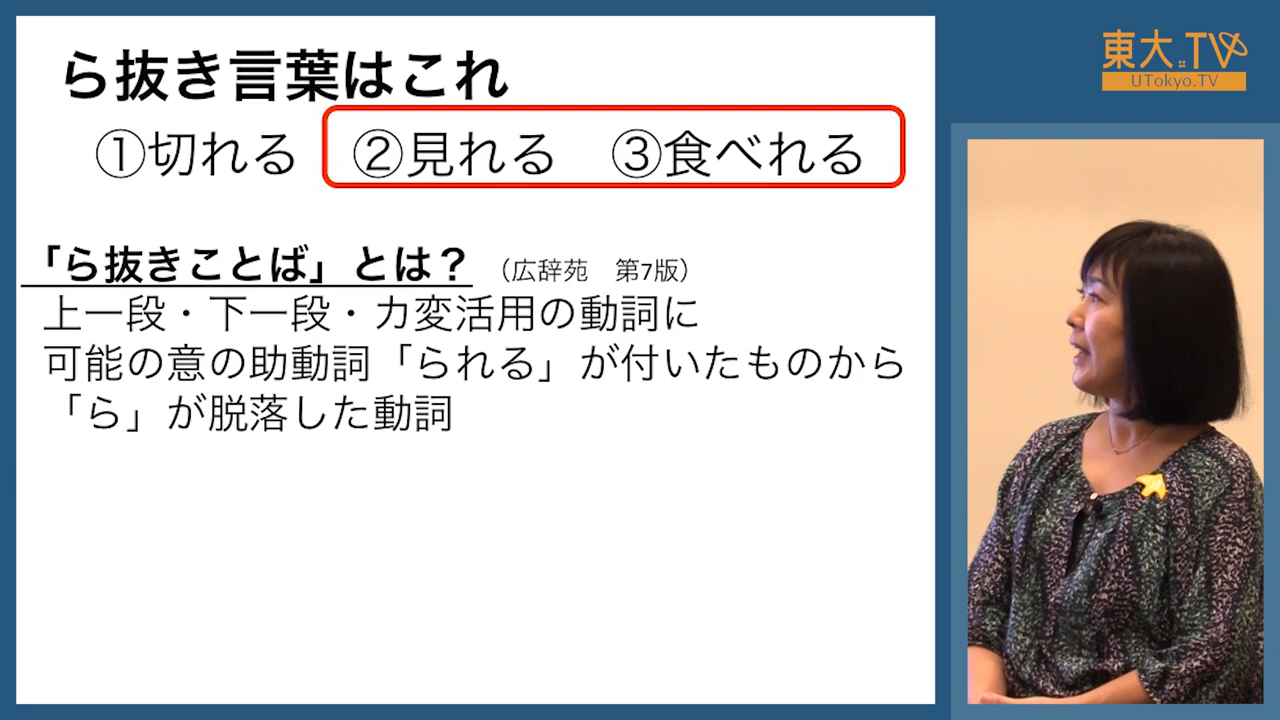 ら抜き言葉はこれ
①切れる ②見れる ③食べれる
「ら抜きことば」とは？ （広辞苑 第7版）
上一段・下一段・カ変活用の動詞に
可能の意の助動詞「られる」が付いたものから
「ら」が脱落した動詞
東大TV
UTokyo.TV